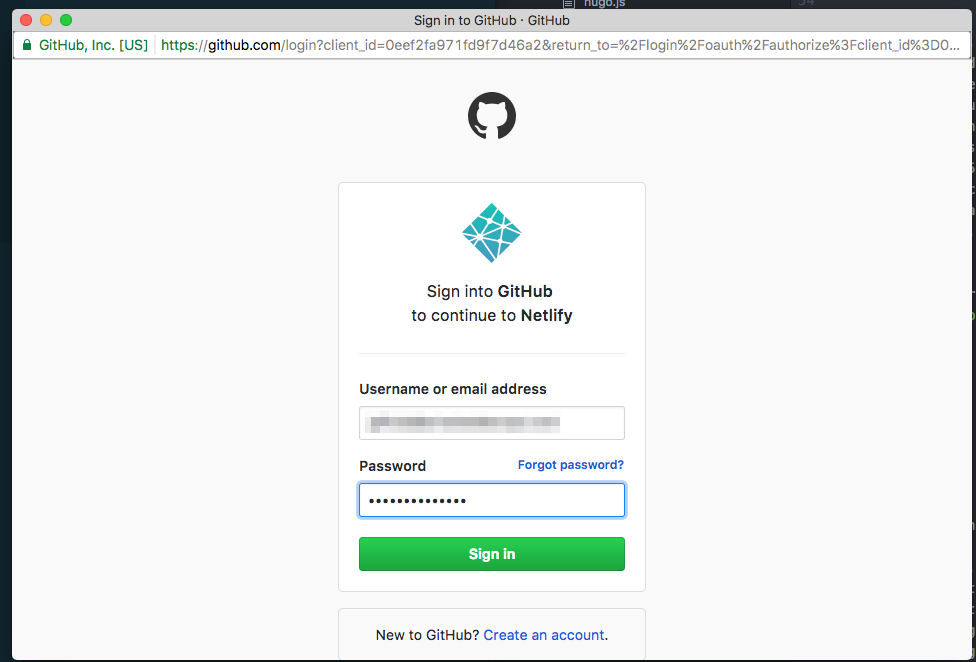 hugo.js
54
Sign in to GitHub · GitHub
GitHub, Inc. [US]
https://github.com/login?client_id=0eef2fa971fd9f7d46a2&return_to=%2Flogin%2Foauth%2Fauthorize%3Fclient_id%3D0...
Sign into GitHub
to continue to Netlify
Username or email address
Password
Forgot password?
••••••••••••••
Sign in
New to GitHub? Create an account.